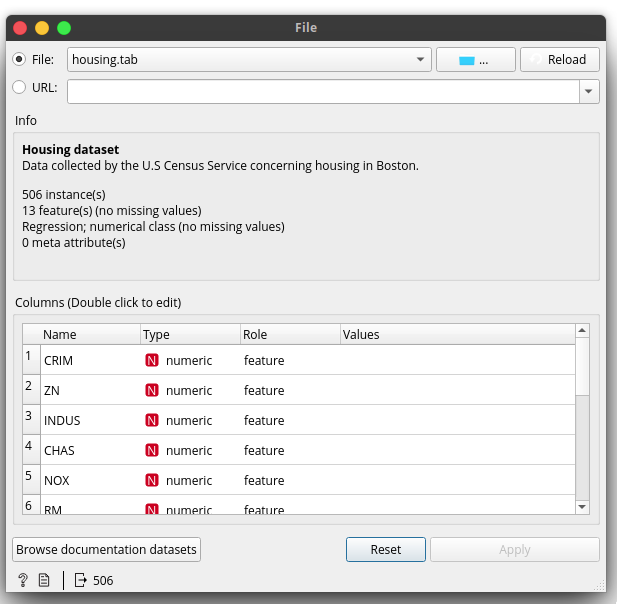 File
File: housing.tab ... Reload
URL:
Info
Housing dataset
Data collected by the U.S Census Service concerning housing in Boston.
506 instance(s)
13 feature(s) (no missing values)
Regression; numerical class (no missing values)
0 meta attribute(s)
Columns (Double click to edit)
Name Type Role Values
1 CRIM N numeric feature
2 ZN N numeric feature
3 INDUS N numeric feature
4 CHAS N numeric feature
5 NOX N numeric feature
6 RM N numeric feature
Browse documentation datasets Reset Apply
? 506